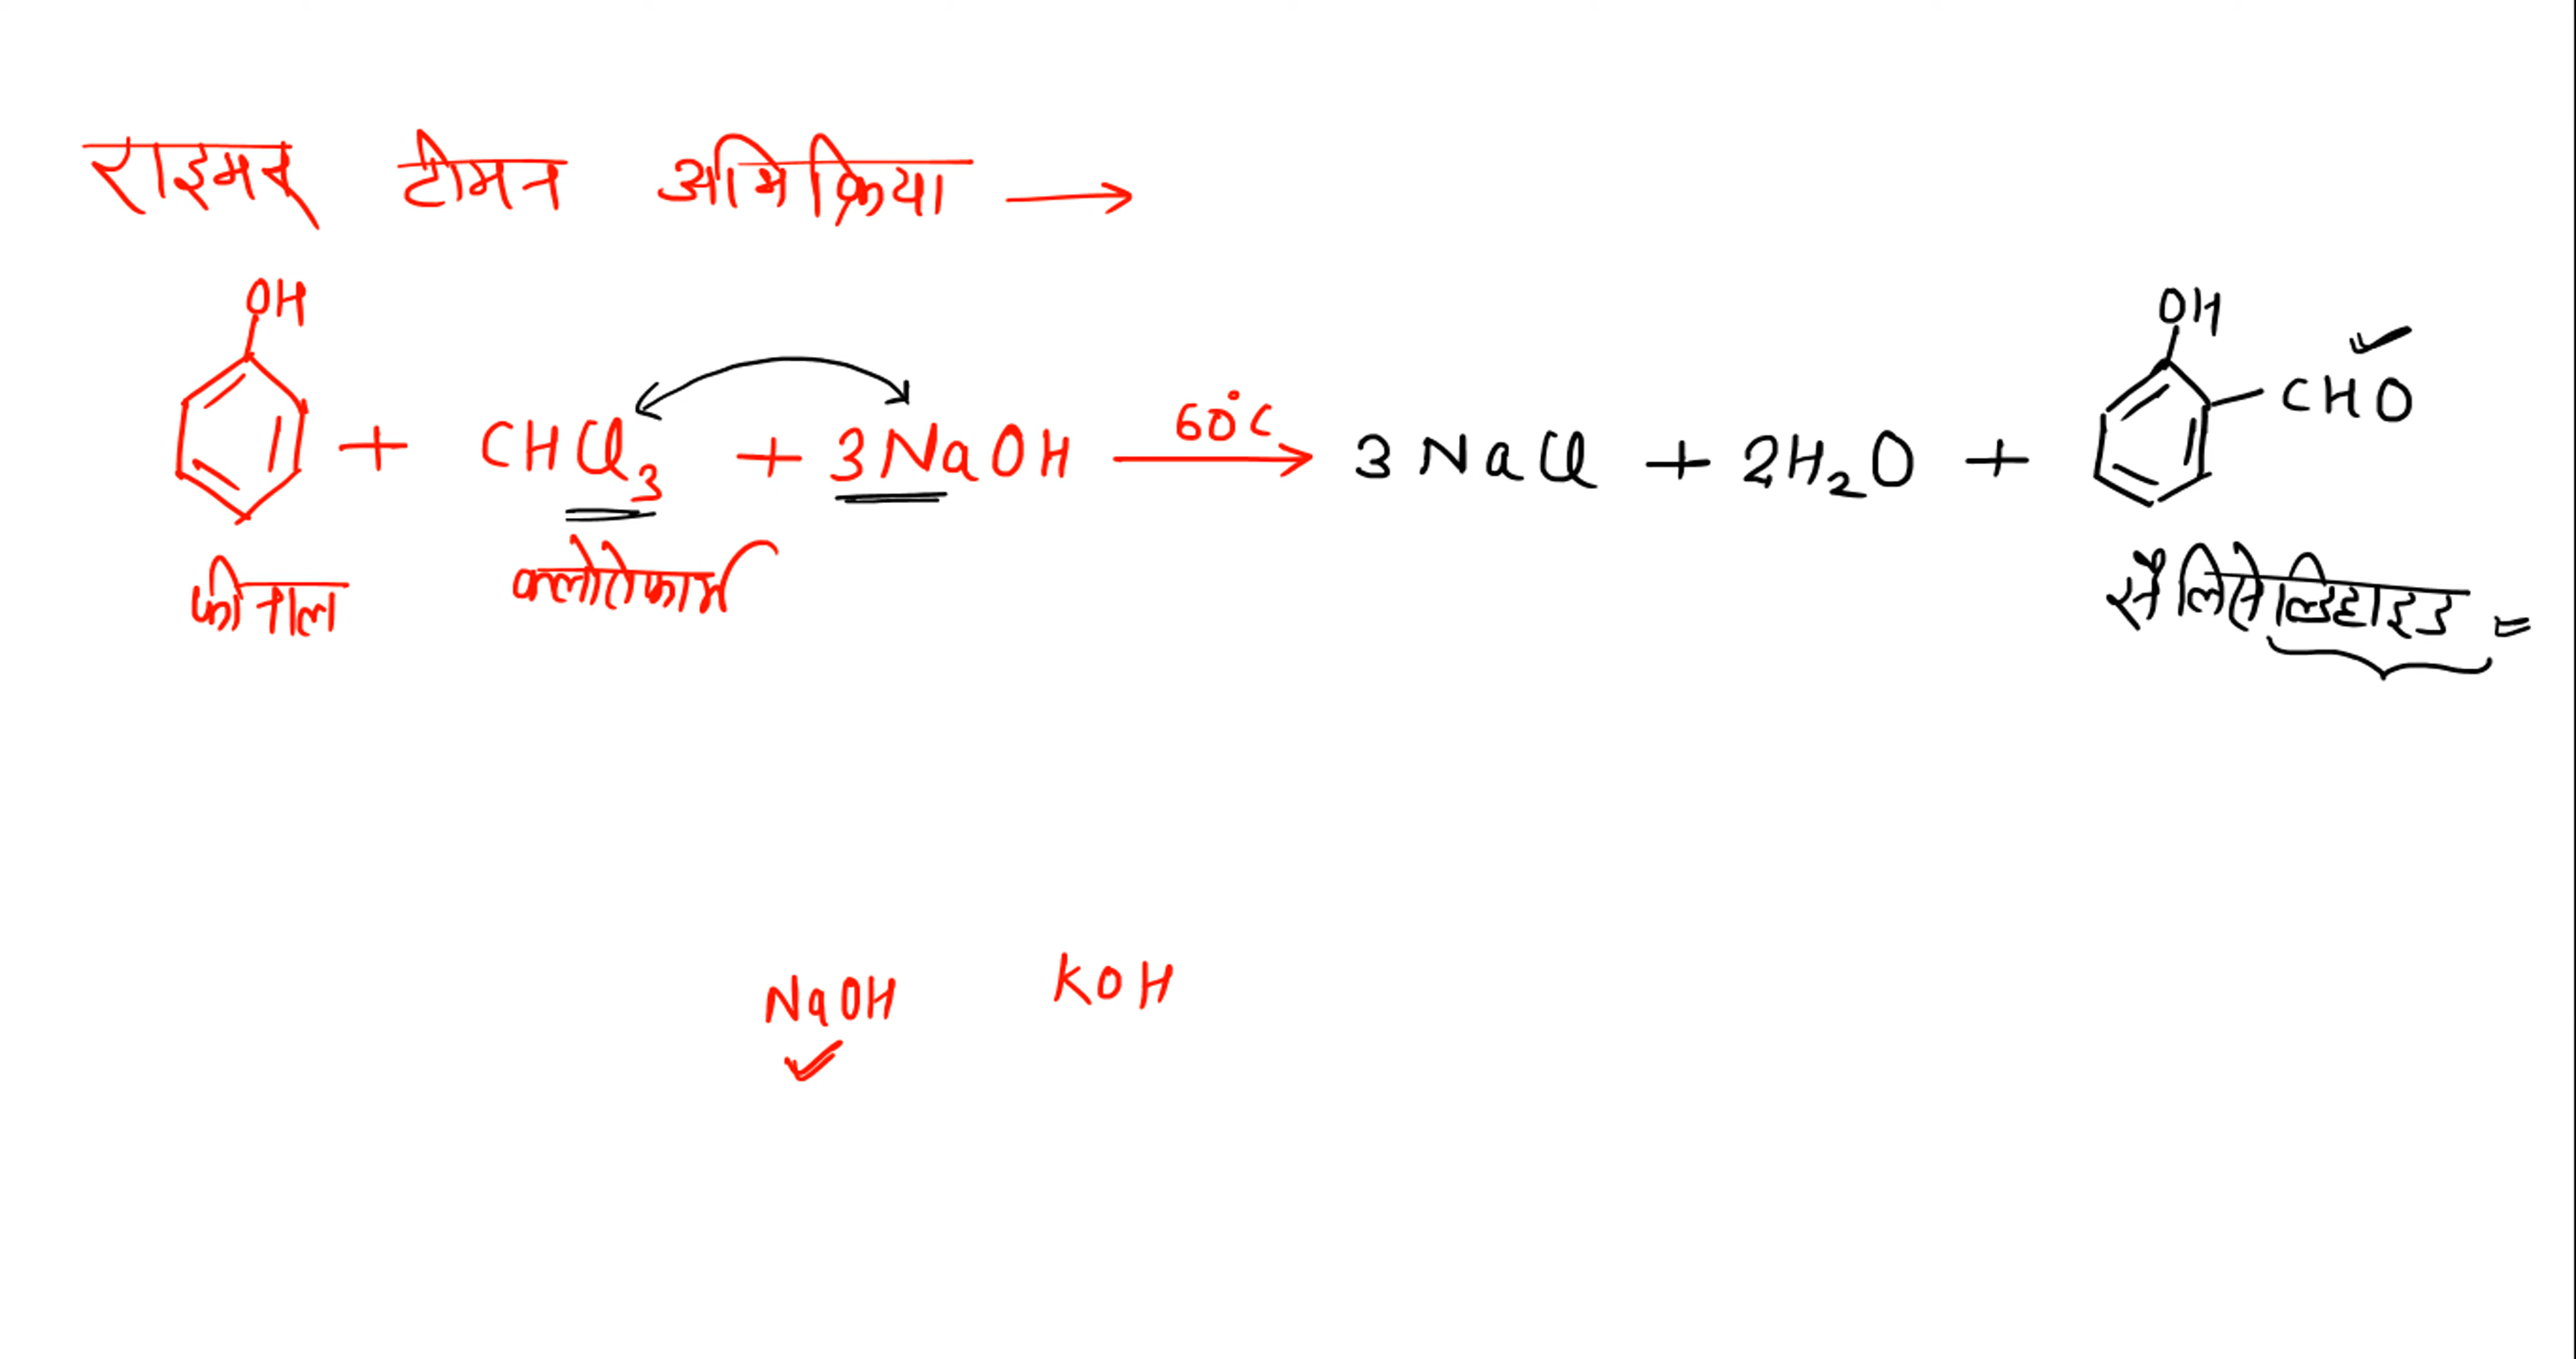 राइमर टीमन अभिक्रिया →
OH + CHCl₃ + 3NaOH 60°C → 3NaCl + 2H₂O + OH CHO
फीनाल क्लोरोफार्म सैलिसेल्डिहाइड =
NaOH KOH